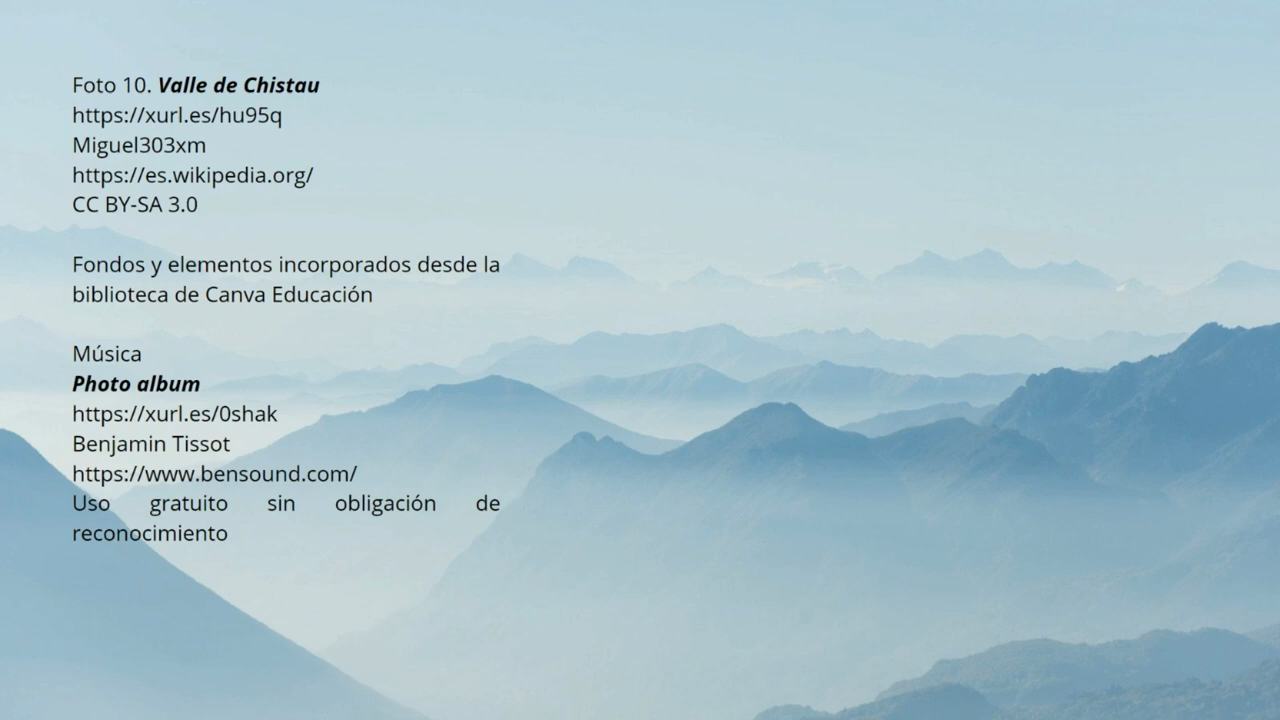 Foto 10. Valle de Chistau
https://xurl.es/hu95q
Miguel303xm
https://es.wikipedia.org/
CC BY-SA 3.0
Fondos y elementos incorporados desde la
biblioteca de Canva Educación
Música
Photo album
https://xurl.es/0shak
Benjamin Tissot
https://www.bensound.com/
Uso gratuito sin obligación de
reconocimiento